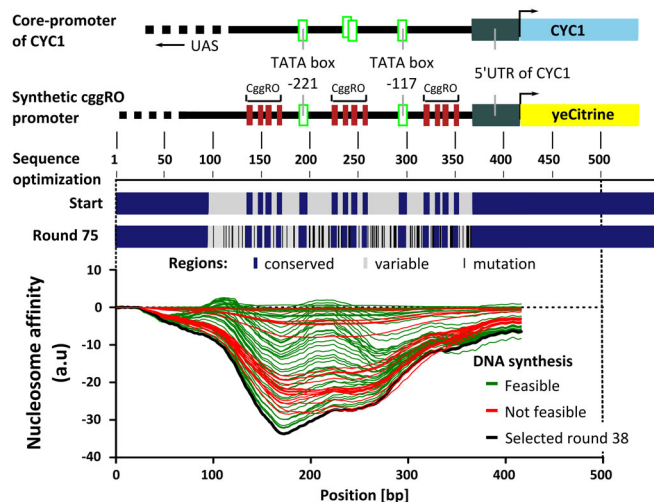 Core-promoter
of CYC1
UAS
CYC1
TATA box TATA box
CggRO -221 CggRO -117 CggRO 5'UTR of CYC1
Synthetic cggRO
promoter
yeCitrine
Sequence 1 50 100 150 200 250 300 350 400 450 500
optimization
Start
Round 75
Regions: conserved variable mutation
Nucleosome affinity
(a.u)
10
0
-10
-20
-30
-40
DNA synthesis
Feasible
Not feasible
Selected round 38
0 100 200 300 400 500
Position [bp]